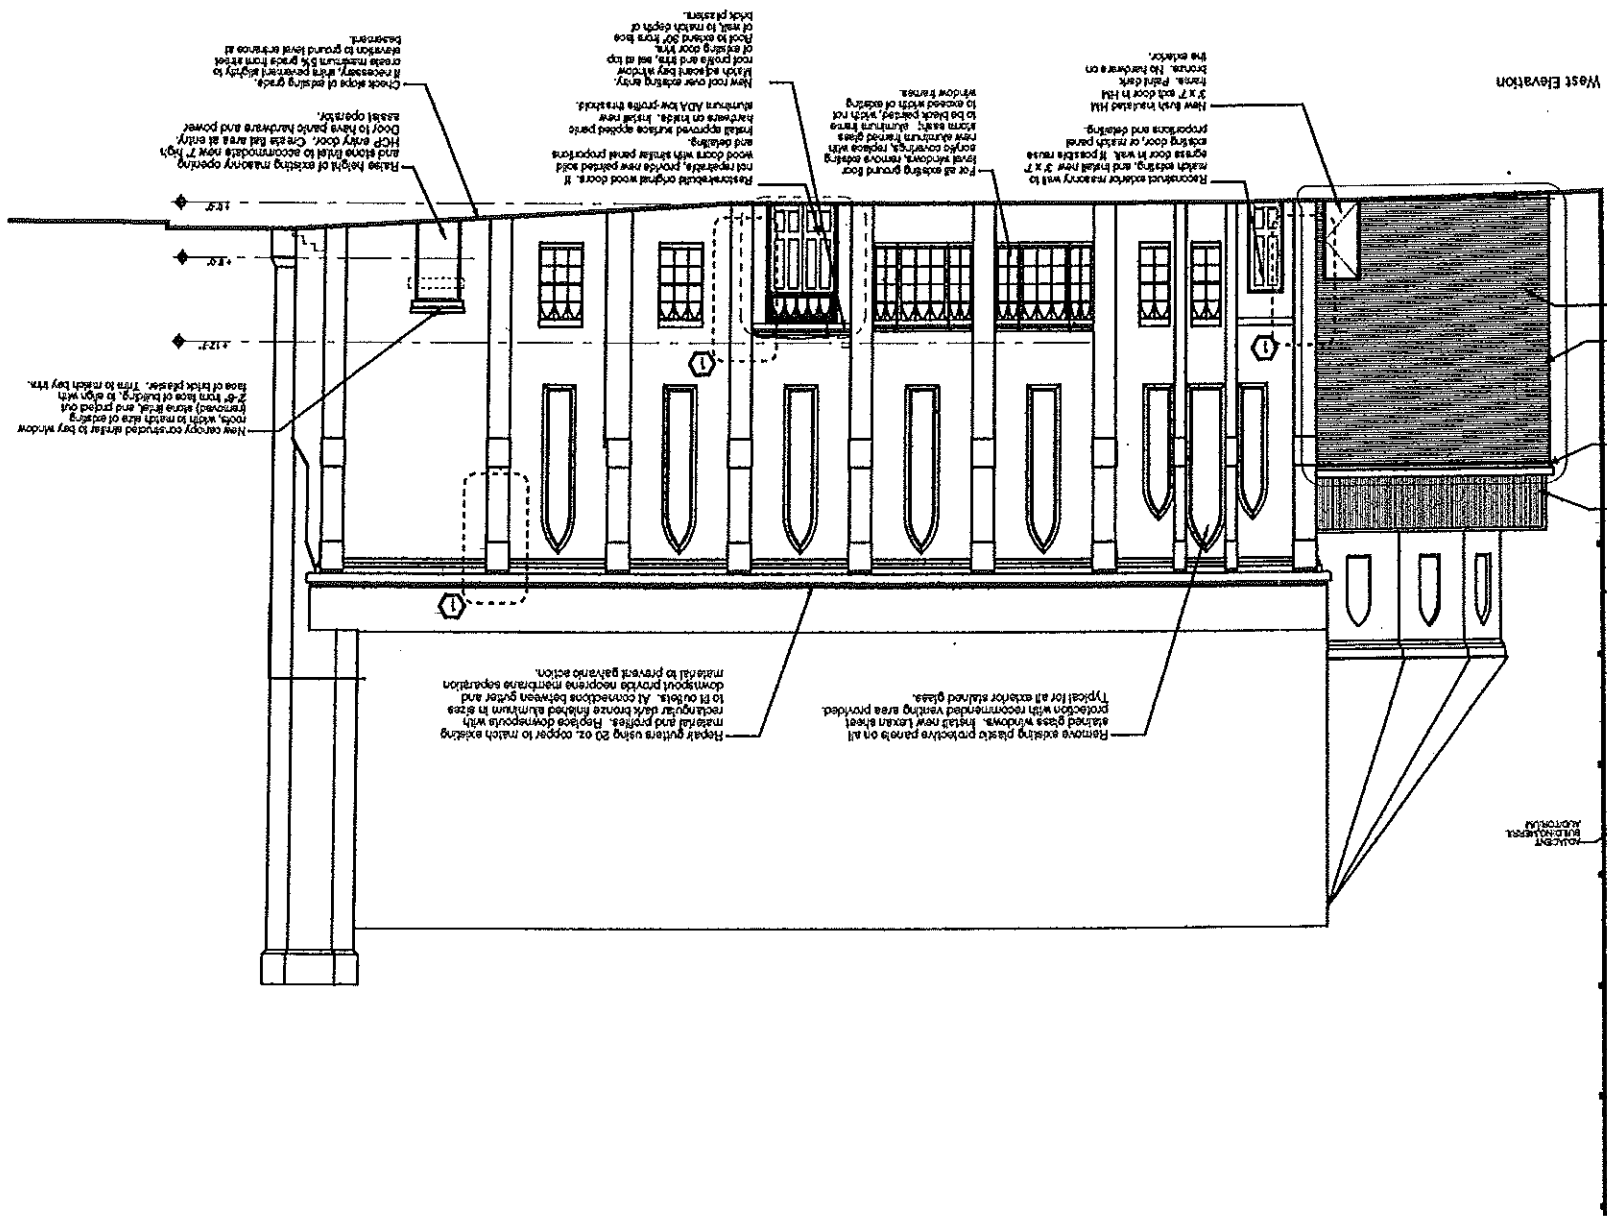 ADJACENT
BUILDING MERRILL
AUDITORIUM
Remove existing plastic protective panels on all
stained glass windows. Install new Lexan sheet
protection with recommended venting area provided.
Typical for all exterior stained glass.
Repair gutters using 20 oz. copper to match existing
material and profiles. Replace downspouts with
rectangular dark bronze finished aluminum in sizes
to fit outlets. At connections between gutter and
downspout provide neoprene membrane separation
material to prevent galvanic action.
1
New canopy constructed similar to bay window
roofs, width to match size of existing
(removed) stone lintel, and project out
2'-6" from face of building, to align with
face of brick pilaster. Trim to match bay trim.
1
1
+ 8'-0"
± 0'-0"
Reconstruct exterior masonry wall to
match existing, and install new 3' x 7'
egress door in wall. If possible reuse
existing door, or match panel
proportions and detailing.
New flush insulated HM
3' x 7' exit door in HM
frame. Paint dark
bronze. No hardware on
the exterior.
For all existing ground floor
level windows, remove existing
acrylic coverings, replace with
new aluminum framed glass
storm sash; aluminum frame
to be black painted, width not
to exceed width of existing
window frames.
Restore/rebuild original wood doors. If
not repairable, provide new painted solid
wood doors with similar panel proportions
and detailing.
Install approved surface applied panic
hardware on inside. Install new
aluminum ADA low-profile threshold.
New roof over existing entry.
Match adjacent bay window
roof profile and trim, set at top
of existing door trim.
Roof to extend 30" from face
of wall, to match depth of
brick pilasters.
Raise height of existing masonry opening
and stone lintel to accommodate new 7' high
HCP entry door. Create flat area at entry.
Door to have panic hardware and power
assist operator.
Check slope of existing grade.
If necessary, shim pavement slightly to
create maximum 5% grade from street
elevation to ground level entrance at
basement.
West Elevation